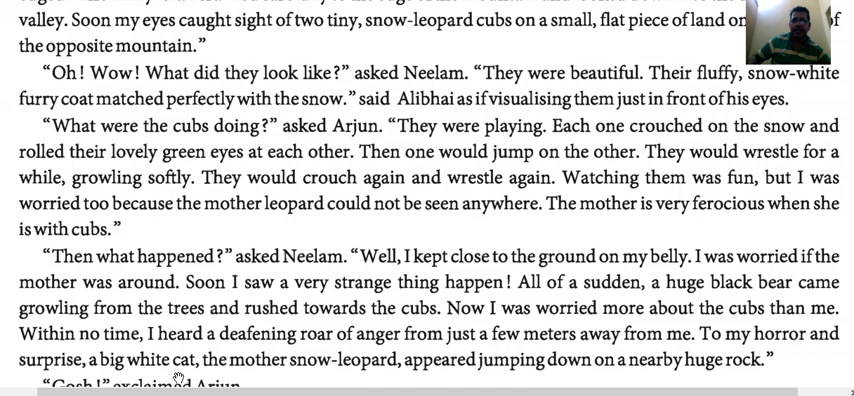 valley. Soon my eyes caught sight of two tiny, snow-leopard cubs on a small, flat piece of land on
the opposite mountain.”
“Oh! Wow! What did they look like?” asked Neelam. “They were beautiful. Their fluffy, snow-white
furry coat matched perfectly with the snow.” said Alibhai as if visualising them just in front of his eyes.
“What were the cubs doing?” asked Arjun. “They were playing. Each one crouched on the snow and
rolled their lovely green eyes at each other. Then one would jump on the other. They would wrestle for a
while, growling softly. They would crouch again and wrestle again. Watching them was fun, but I was
worried too because the mother leopard could not be seen anywhere. The mother is very ferocious when she
is with cubs.”
“Then what happened?” asked Neelam. “Well, I kept close to the ground on my belly. I was worried if the
mother was around. Soon I saw a very strange thing happen! All of a sudden, a huge black bear came
growling from the trees and rushed towards the cubs. Now I was worried more about the cubs than me.
Within no time, I heard a deafening roar of anger from just a few meters away from me. To my horror and
surprise, a big white cat, the mother snow-leopard, appeared jumping down on a nearby huge rock.”
“Gosh!” exclaimed Arjun